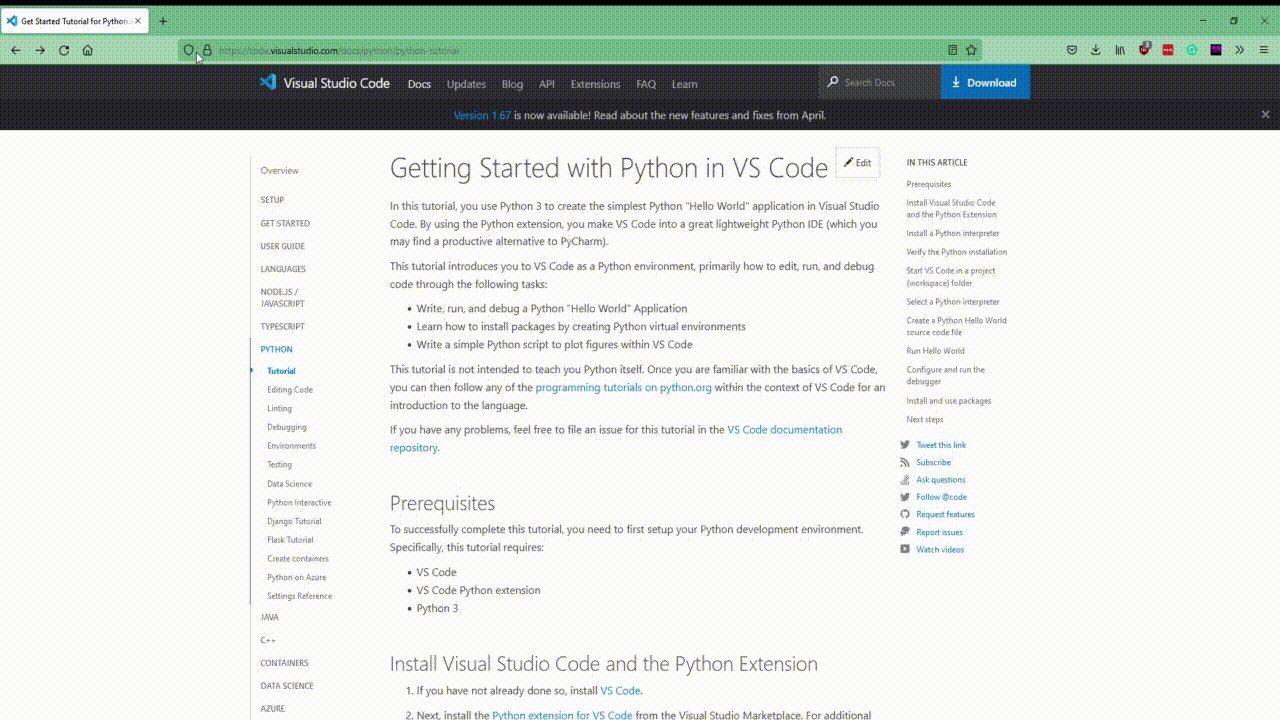 Get Started Tutorial for Python
https://code.visualstudio.com/docs/python/python-tutorial
Visual Studio Code
Docs
Updates
Blog
API
Extensions
FAQ
Learn
Search Docs
Download
Version 1.67 is now available! Read about the new features and fixes from April.
Overview
SETUP
GET STARTED
USER GUIDE
LANGUAGES
NODE.JS /
JAVASCRIPT
TYPESCRIPT
PYTHON
Tutorial
Editing Code
Linting
Debugging
Environments
Testing
Data Science
Python Interactive
Django Tutorial
Flask Tutorial
Create containers
Python on Azure
Settings Reference
JAVA
C++
CONTAINERS
DATA SCIENCE
AZURE
Getting Started with Python in VS Code
Edit
In this tutorial, you use Python 3 to create the simplest Python "Hello World" application in Visual Studio
Code. By using the Python extension, you make VS Code into a great lightweight Python IDE (which you
may find a productive alternative to PyCharm).
This tutorial introduces you to VS Code as a Python environment, primarily how to edit, run, and debug
code through the following tasks:
• Write, run, and debug a Python "Hello World" Application
• Learn how to install packages by creating Python virtual environments
• Write a simple Python script to plot figures within VS Code
This tutorial is not intended to teach you Python itself. Once you are familiar with the basics of VS Code,
you can then follow any of the programming tutorials on python.org within the context of VS Code for an
introduction to the language.
If you have any problems, feel free to file an issue for this tutorial in the VS Code documentation
repository.
Prerequisites
To successfully complete this tutorial, you need to first setup your Python development environment.
Specifically, this tutorial requires:
• VS Code
• VS Code Python extension
• Python 3
Install Visual Studio Code and the Python Extension
1. If you have not already done so, install VS Code.
2. Next, install the Python extension for VS Code from the Visual Studio Marketplace. For additional
IN THIS ARTICLE
Prerequisites
Install Visual Studio Code
and the Python Extension
Install a Python interpreter
Verify the Python installation
Start VS Code in a project
(workspace) folder
Select a Python interpreter
Create a Python Hello World
source code file
Run Hello World
Configure and run the
debugger
Install and use packages
Next steps
Tweet this link
Subscribe
Ask questions
Follow @code
Request features
Report issues
Watch videos